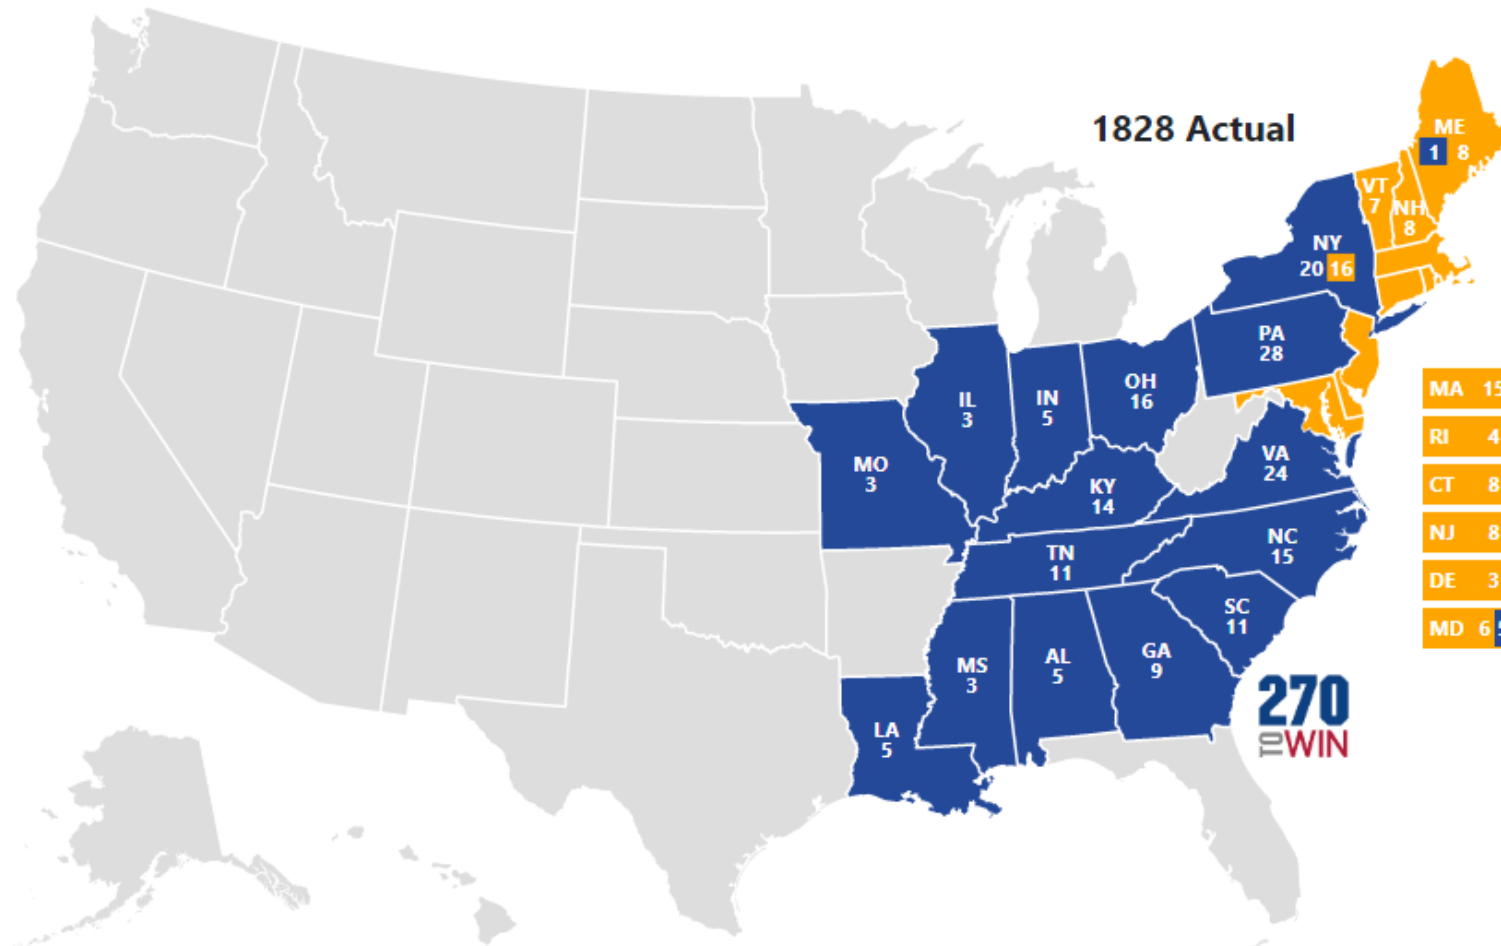 1828 Actual
ME
1 8
VT
7
NH
8
NY
20 16
PA
28
OH
16
IN
5
IL
3
MO
3
KY
14
VA
24
TN
11
NC
15
SC
11
MS
3
AL
5
GA
9
LA
5
MA 15
RI 4
CT 8
NJ 8
DE 3
MD 6 5
270
TO WIN